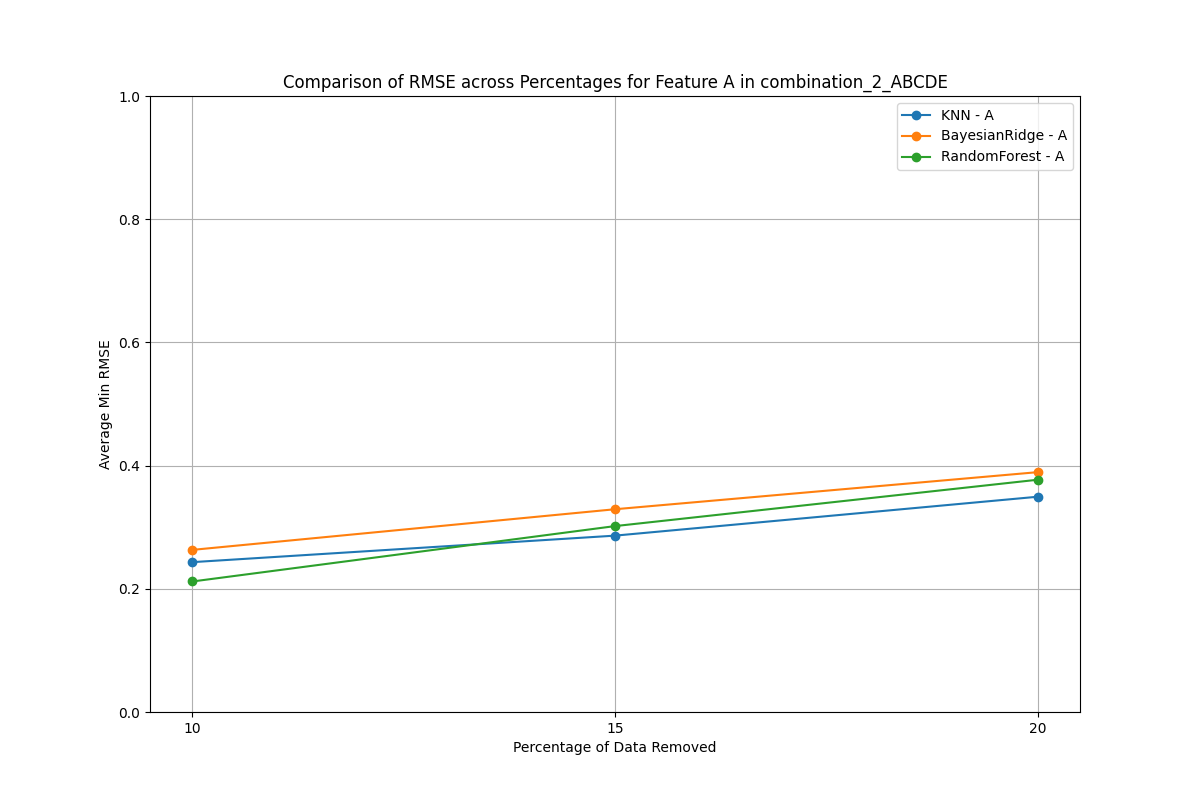 Comparison of RMSE across Percentages for Feature A in combination_2_ABCDE
1.0
KNN - A
BayesianRidge - A
RandomForest - A
0.8
0.6
Average Min RMSE
0.4
0.2
0.0
10 15 20
Percentage of Data Removed